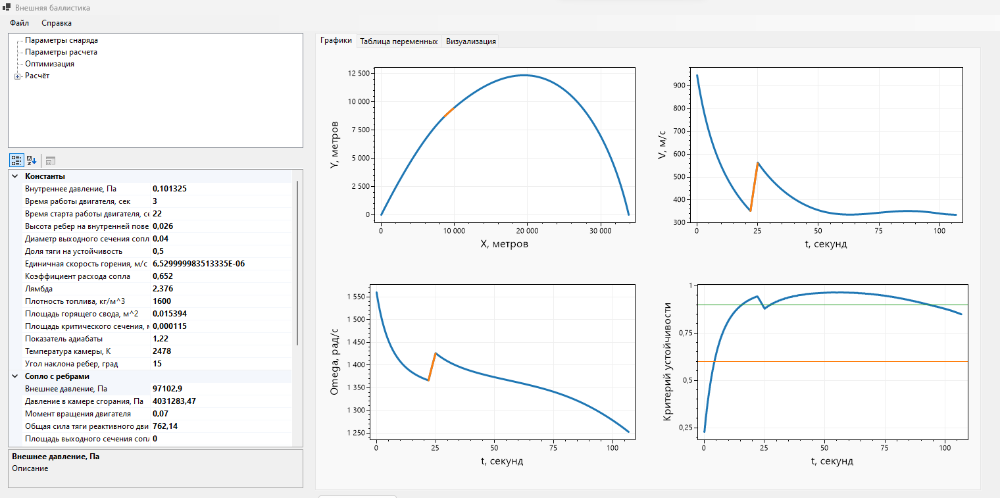 Внешняя баллистика
Файл Справка
Параметры снаряда
Параметры расчета
Оптимизация
Расчёт
Константы
Внутреннее давление, Па 0,101325
Время работы двигателя, сек 3
Время старта работы двигателя, се 22
Высота ребер на внутренней пове 0,026
Диаметр выходного сечения сопл 0,04
Доля тяги на устойчивость 0,5
Единичная скорость горения, м/с 6,529999983513335E-06
Коэффициент расхода сопла 0,652
Лямбда 2,376
Плотность топлива, кг/м^3 1600
Площадь горящего свода, м^2 0,015394
Площадь критического сечения, м 0,000115
Показатель адиабаты 1,22
Температура камеры, К 2478
Угол наклона ребер, град 15
Сопло с ребрами
Внешнее давление, Па 97102,9
Давление в камере сгорания, Па 4031283,47
Момент вращения двигателя 0,07
Общая сила тяги реактивного дви 762,14
Площадь выходного сечения сопл 0
Внешнее давление, Па
Описание
Графики Таблица переменных Визуализация
Y, метров
12 500
10 000
7 500
5 000
2 500
0
0 10 000 20 000 30 000
X, метров
V, м/с
900
800
700
600
500
400
300
0 25 50 75 100
t, секунд
Omega, рад/с
1 550
1 500
1 450
1 400
1 350
1 300
1 250
0 25 50 75 100
t, секунд
Критерий устойчивости
1
0,75
0,5
0,25
0 25 50 75 100
t, секунд